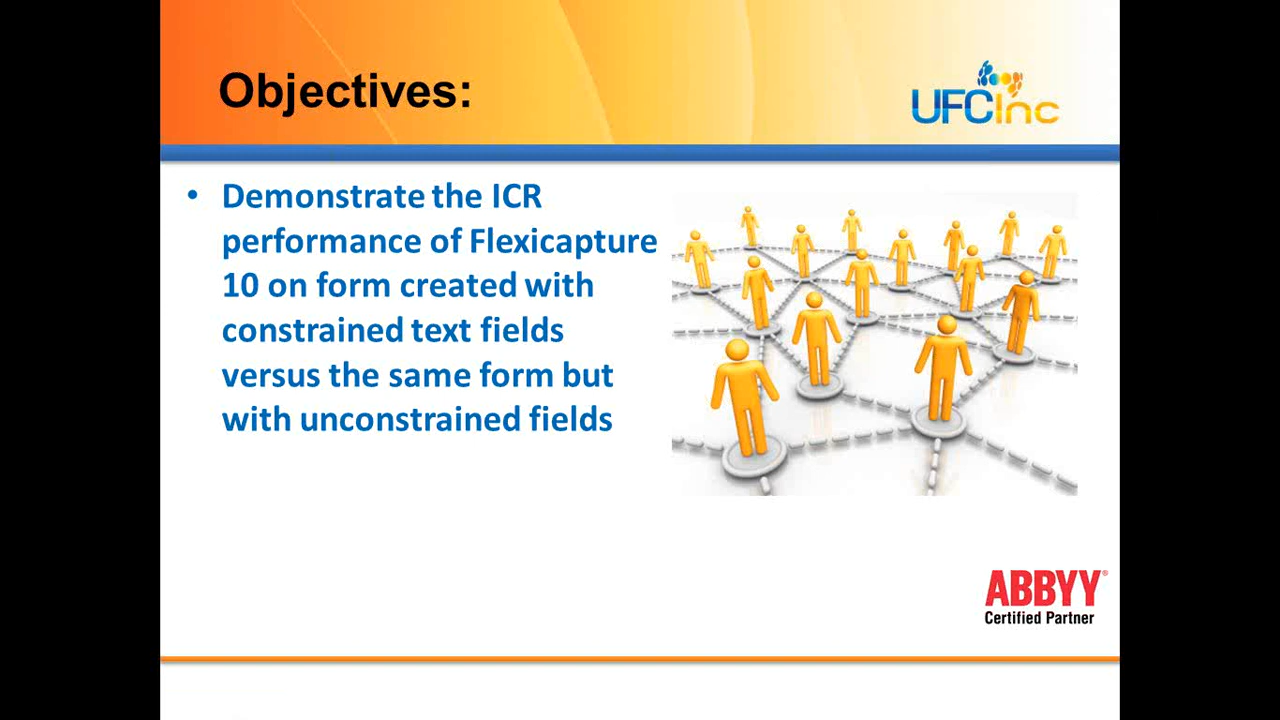 Objectives:
UFCInc
• Demonstrate the ICR
performance of Flexicapture
10 on form created with
constrained text fields
versus the same form but
with unconstrained fields
ABBYY®
Certified Partner